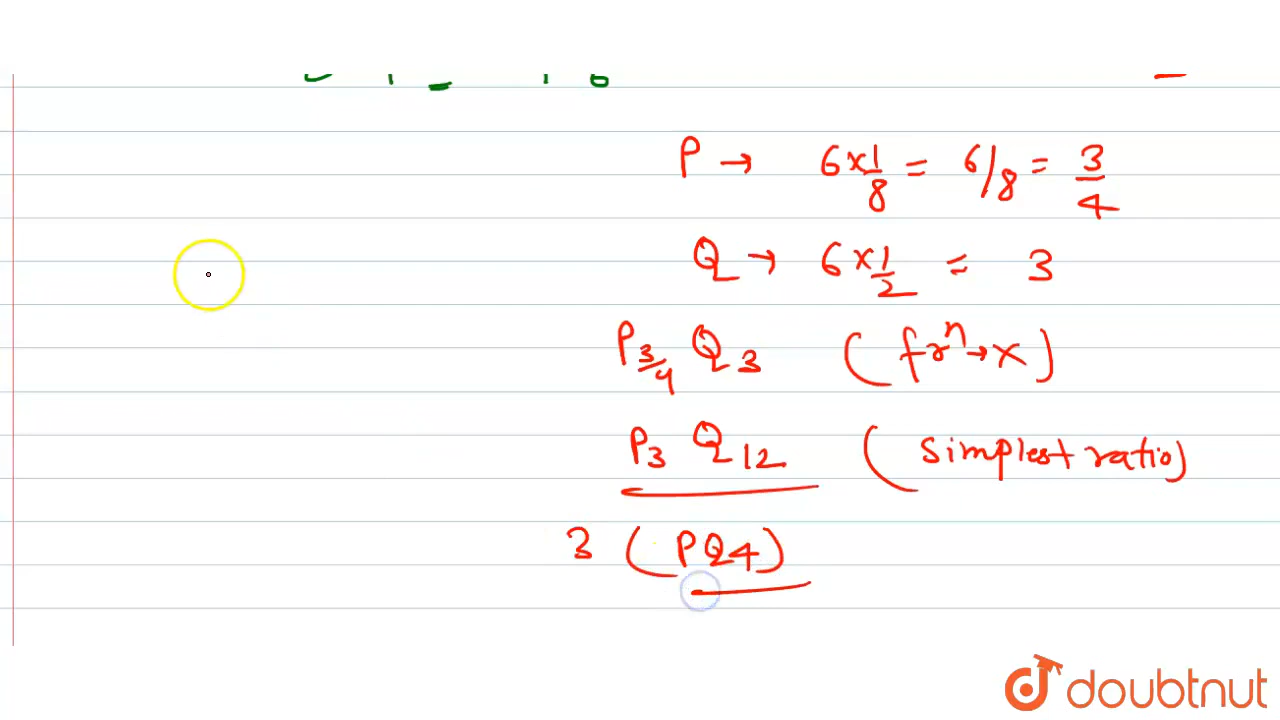 P → 6×1/8 = 6/8 = 3/4
Q → 6×1/2 = 3
P3/4 Q3 (frⁿ→x)
P3 Q12 (simplest ratio)
3 (PQ4)
doubtnut